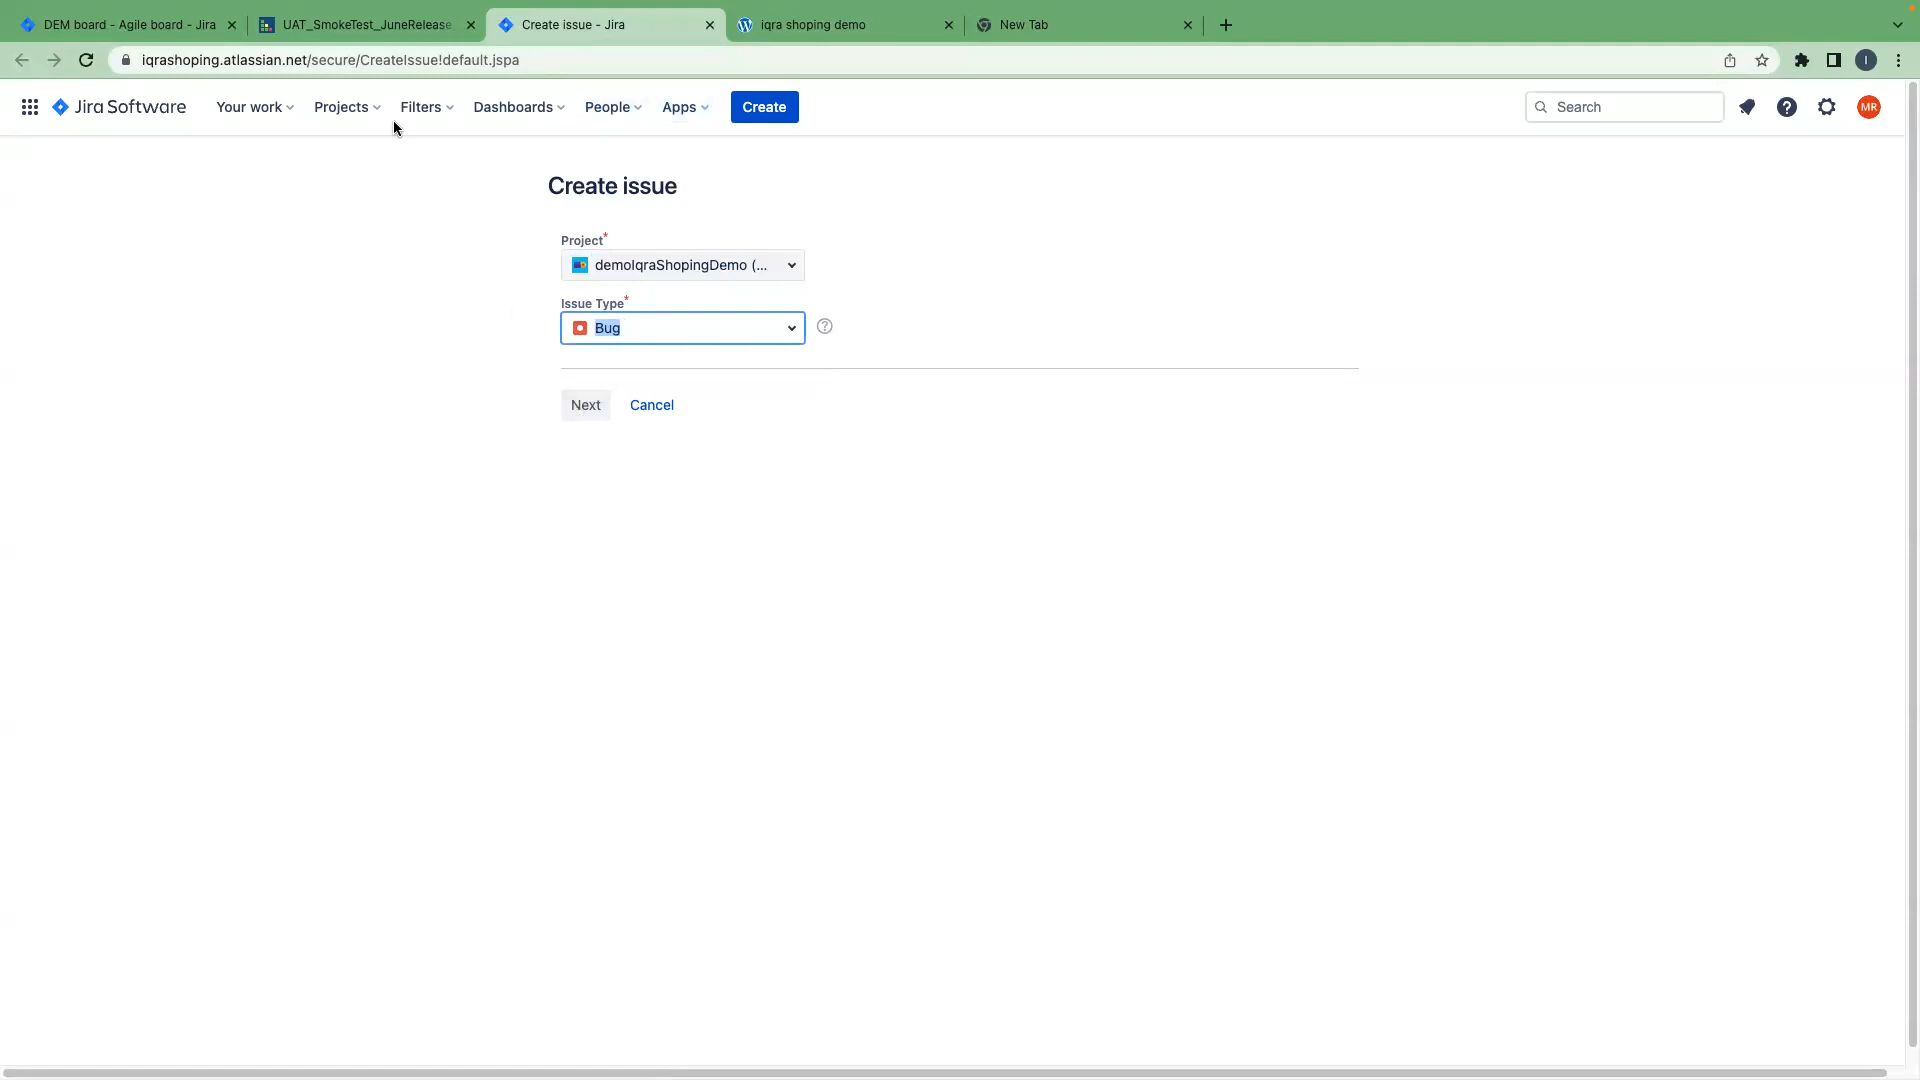 DEM board - Agile board - Jira
UAT_SmokeTest_JuneRelease
Create issue - Jira
iqra shoping demo
New Tab
iqrashoping.atlassian.net/secure/CreateIssue!default.jspa
I
Jira Software
Your work
Projects
Filters
Dashboards
People
Apps
Create
Search
MR
Create issue
Project*
demoIqraShopingDemo (...
Issue Type*
Bug
Next
Cancel